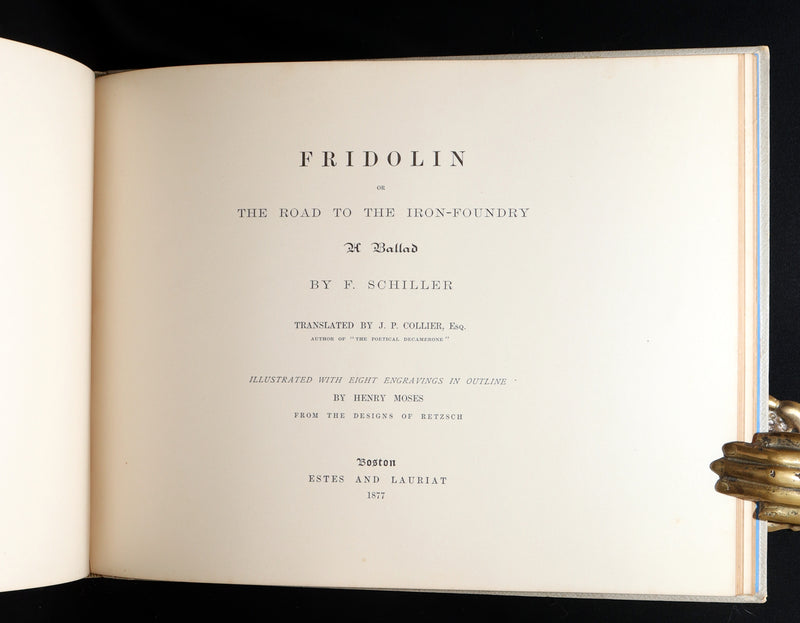 FRIDOLIN
OR
THE ROAD TO THE IRON-FOUNDRY
A Ballad
BY F. SCHILLER
TRANSLATED BY J. P. COLLIER, Esq.
AUTHOR OF "THE POETICAL DECAMERONE"
ILLUSTRATED WITH EIGHT ENGRAVINGS IN OUTLINE
BY HENRY MOSES
FROM THE DESIGNS OF RETZSCH
Boston
ESTES AND LAURIAT
1877